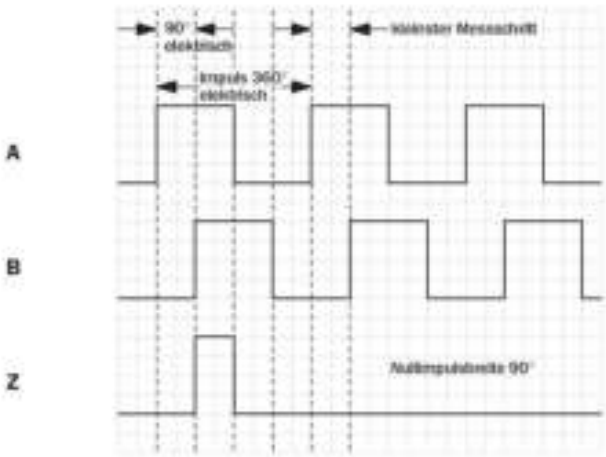 90°
elektrisch
kleinster Messschritt
Impuls 360°
elektrisch
A
B
Z
Nullimpulsbreite 90°